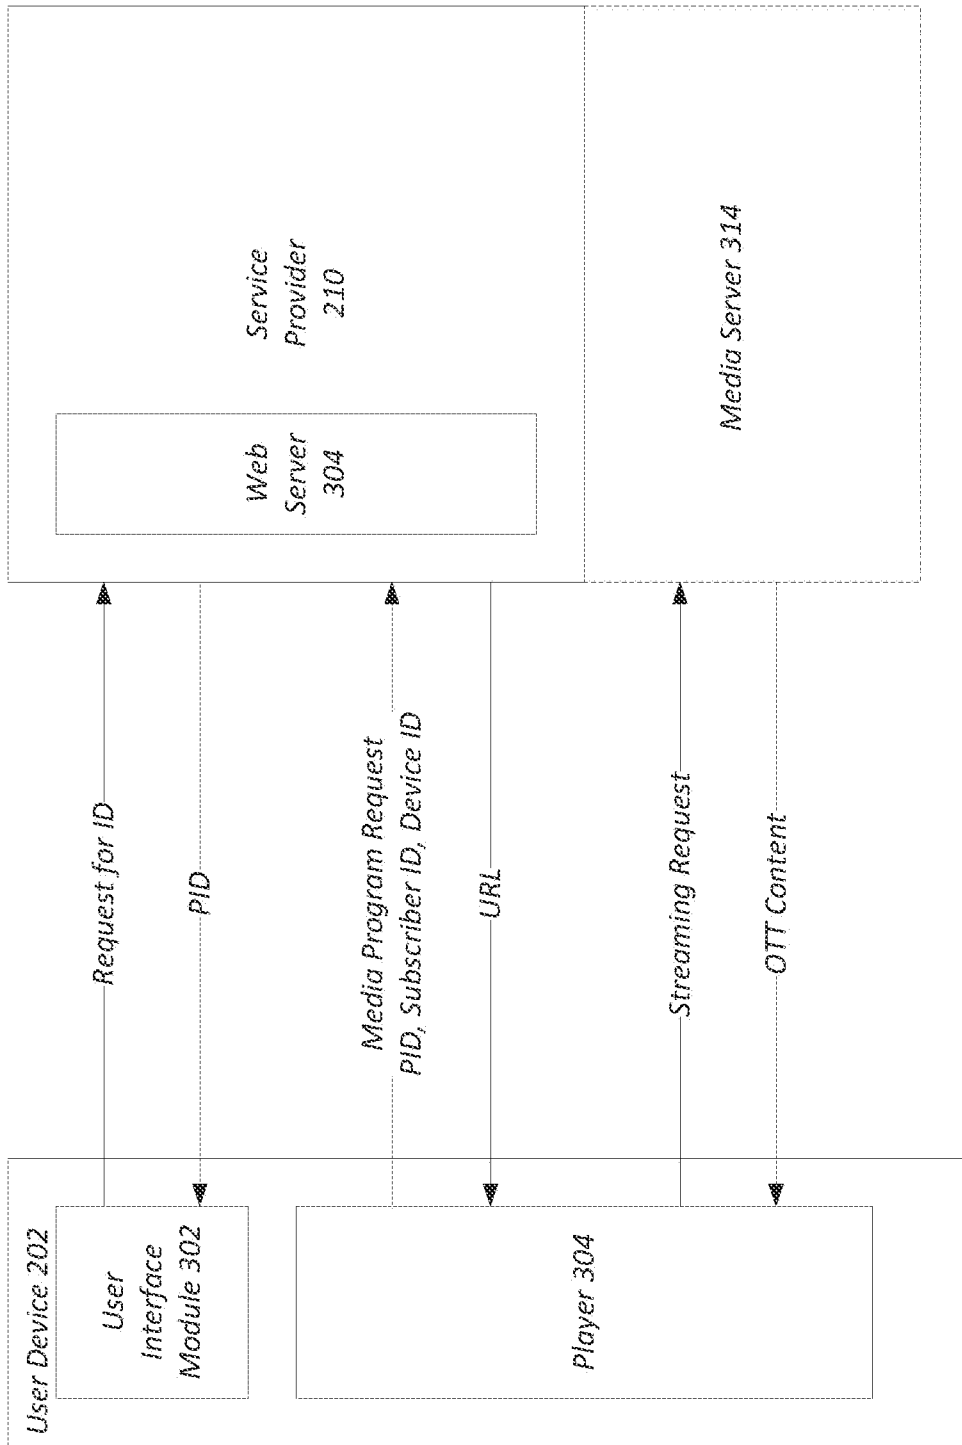 User Device 202
User
Interface
Module 302
Player 304
Request for ID
PID
Media Program Request
PID, Subscriber ID, Device ID
URL
Streaming Request
OTT Content
Web
Server
304
Service
Provider
210
Media Server 314